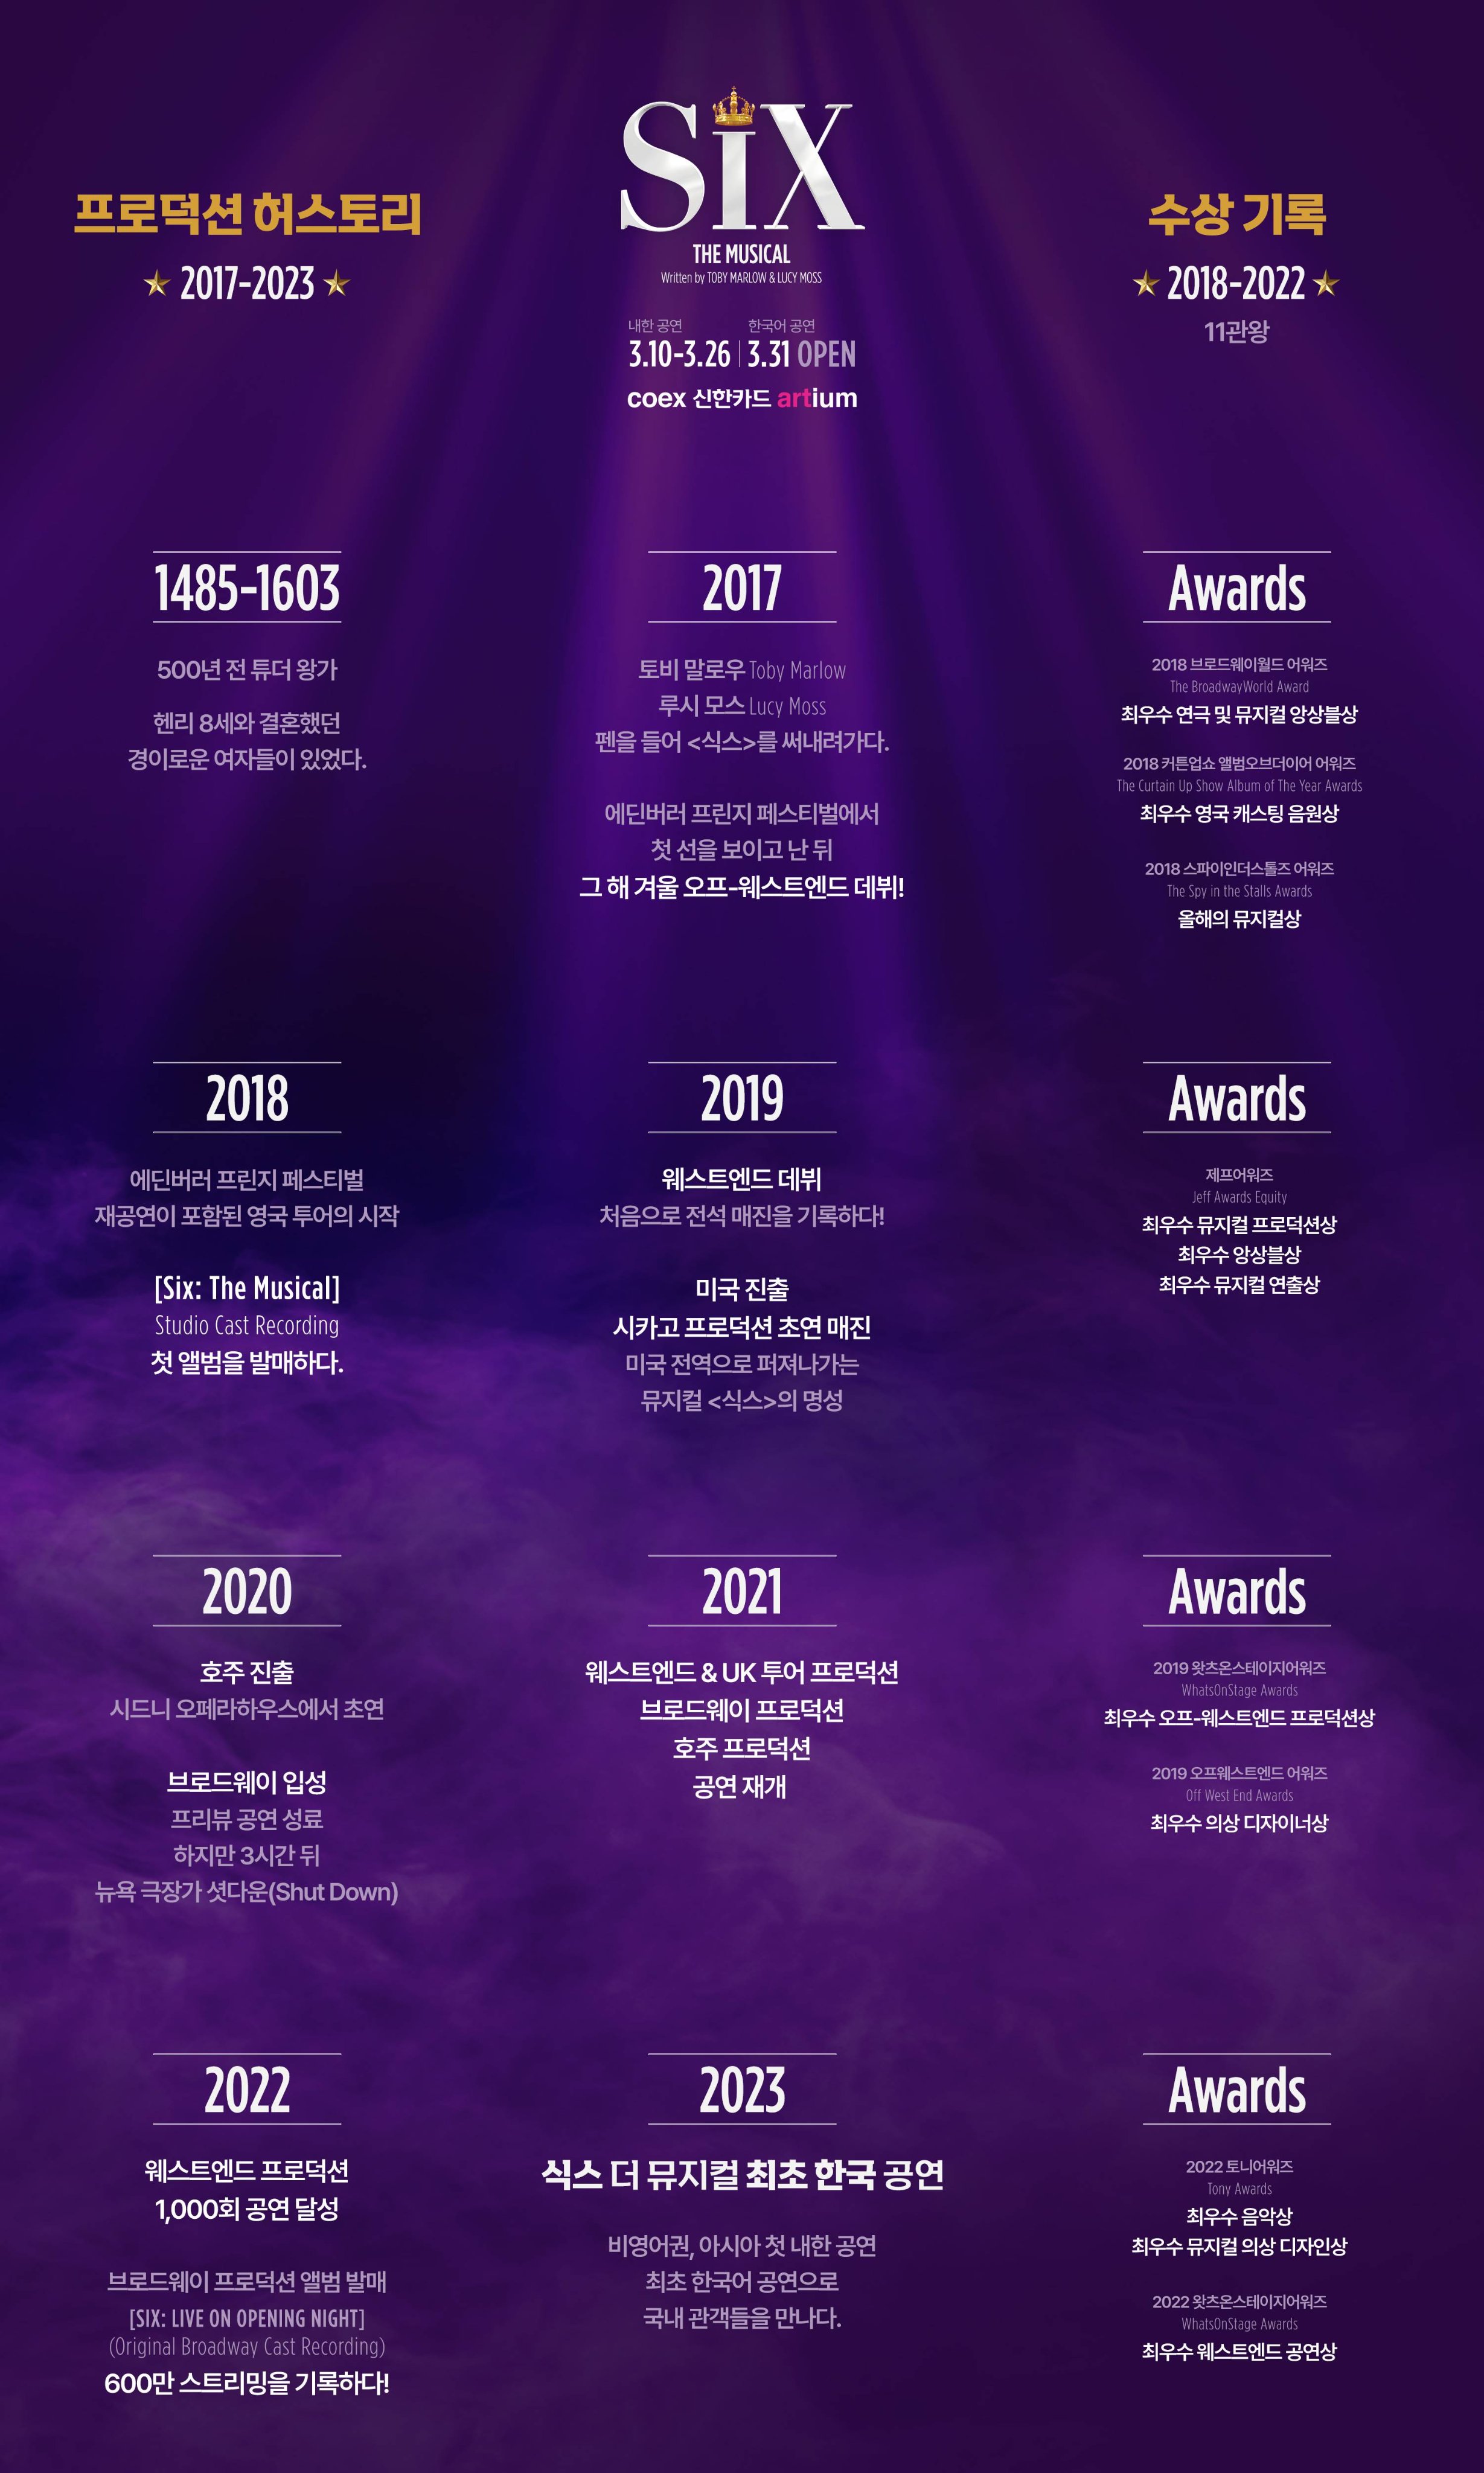 프로덕션 허스토리
2017-2023
SiX
THE MUSICAL
Written by TOBY MARLOW & LUCY MOSS
내한 공연
3.10-3.26
한국어 공연
3.31 OPEN
coex 신한카드 artium
수상 기록
2018-2022
11관왕
1485-1603
500년 전 튜더 왕가
헨리 8세와 결혼했던
경이로운 여자들이 있었다.
2017
토비 말로우 Toby Marlow
루시 모스 Lucy Moss
펜을 들어 <식스>를 써내려가다.
에딘버러 프린지 페스티벌에서
첫 선을 보이고 난 뒤
그 해 겨울 오프-웨스트엔드 데뷔!
Awards
2018 브로드웨이월드 어워즈
The BroadwayWorld Award
최우수 연극 및 뮤지컬 앙상블상
2018 커튼업쇼 앨범오브더이어 어워즈
The Curtain Up Show Album of The Year Awards
최우수 영국 캐스팅 음원상
2018 스파이인더스톨즈 어워즈
The Spy in the Stalls Awards
올해의 뮤지컬상
2018
에딘버러 프린지 페스티벌
재공연이 포함된 영국 투어의 시작
[Six: The Musical]
Studio Cast Recording
첫 앨범을 발매하다.
2019
웨스트엔드 데뷔
처음으로 전석 매진을 기록하다!
미국 진출
시카고 프로덕션 초연 매진
미국 전역으로 퍼져나가는
뮤지컬 <식스>의 명성
Awards
제프어워즈
Jeff Awards Equity
최우수 뮤지컬 프로덕션상
최우수 앙상블상
최우수 뮤지컬 연출상
2020
호주 진출
시드니 오페라하우스에서 초연
브로드웨이 입성
프리뷰 공연 성료
하지만 3시간 뒤
뉴욕 극장가 셧다운(Shut Down)
2021
웨스트엔드 & UK 투어 프로덕션
브로드웨이 프로덕션
호주 프로덕션
공연 재개
Awards
2019 왓츠온스테이지어워즈
WhatsOnStage Awards
최우수 오프-웨스트엔드 프로덕션상
2019 오프웨스트엔드 어워즈
Off West End Awards
최우수 의상 디자이너상
2022
웨스트엔드 프로덕션
1,000회 공연 달성
브로드웨이 프로덕션 앨범 발매
[SIX: LIVE ON OPENING NIGHT]
(Original Broadway Cast Recording)
600만 스트리밍을 기록하다!
2023
식스 더 뮤지컬 최초 한국 공연
비영어권, 아시아 첫 내한 공연
최초 한국어 공연으로
국내 관객들을 만나다.
Awards
2022 토니어워즈
Tony Awards
최우수 음악상
최우수 뮤지컬 의상 디자인상
2022 왓츠온스테이지어워즈
WhatsOnStage Awards
최우수 웨스트엔드 공연상